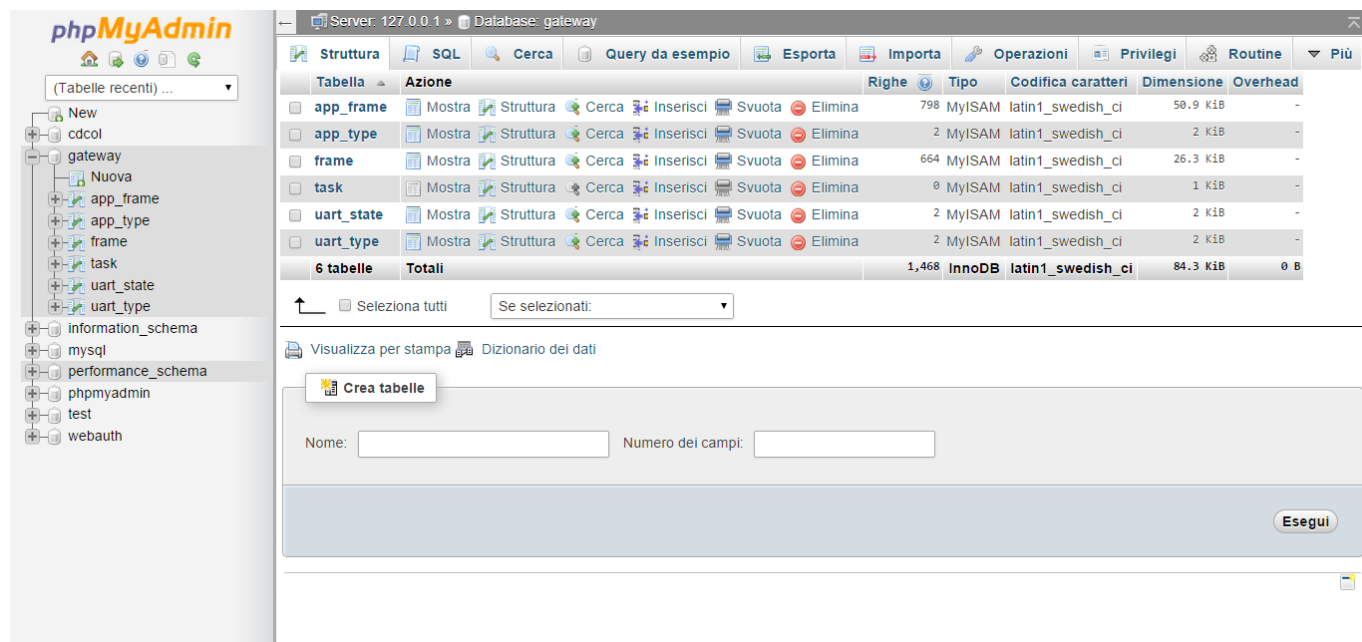 phpMyAdmin
(Tabelle recenti) ...
New
cdcol
gateway
Nuova
app_frame
app_type
frame
task
uart_state
uart_type
information_schema
mysql
performance_schema
phpmyadmin
test
webauth
← Server: 127.0.0.1 » Database: gateway
Struttura SQL Cerca Query da esempio Esporta Importa Operazioni Privilegi Routine Più
Tabella Azione Righe Tipo Codifica caratteri Dimensione Overhead
app_frame Mostra Struttura Cerca Inserisci Svuota Elimina 798 MyISAM latin1_swedish_ci 50.9 KiB -
app_type Mostra Struttura Cerca Inserisci Svuota Elimina 2 MyISAM latin1_swedish_ci 2 KiB -
frame Mostra Struttura Cerca Inserisci Svuota Elimina 664 MyISAM latin1_swedish_ci 26.3 KiB -
task Mostra Struttura Cerca Inserisci Svuota Elimina 0 MyISAM latin1_swedish_ci 1 KiB -
uart_state Mostra Struttura Cerca Inserisci Svuota Elimina 2 MyISAM latin1_swedish_ci 2 KiB -
uart_type Mostra Struttura Cerca Inserisci Svuota Elimina 2 MyISAM latin1_swedish_ci 2 KiB -
6 tabelle Totali 1,468 InnoDB latin1_swedish_ci 84.3 KiB 0 B
Seleziona tutti Se selezionati:
Visualizza per stampa Dizionario dei dati
Crea tabelle
Nome: Numero dei campi:
Esegui